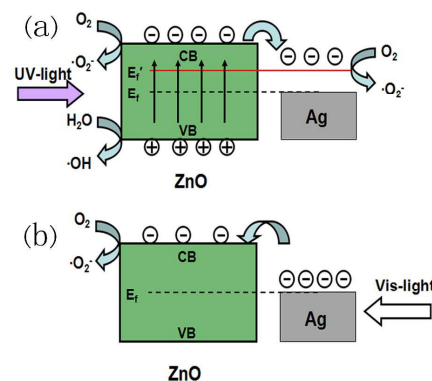 (a)
O₂
·O₂⁻
UV-light
H₂O
·OH
CB
Ef'
Ef
VB
ZnO
Ag
O₂
·O₂⁻
(b)
O₂
·O₂⁻
CB
Ef
VB
ZnO
Ag
Vis-light